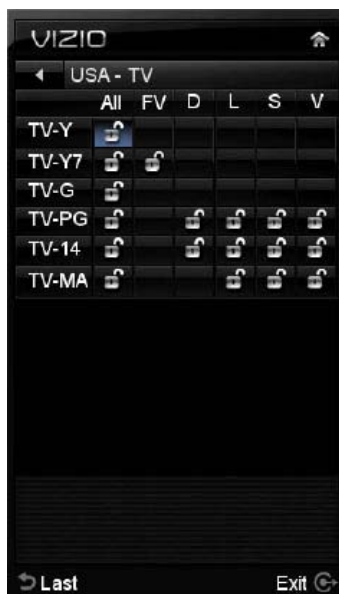 VIZIO
USA - TV
All FV D L S V
TV-Y
TV-Y7
TV-G
TV-PG
TV-14
TV-MA
Last Exit